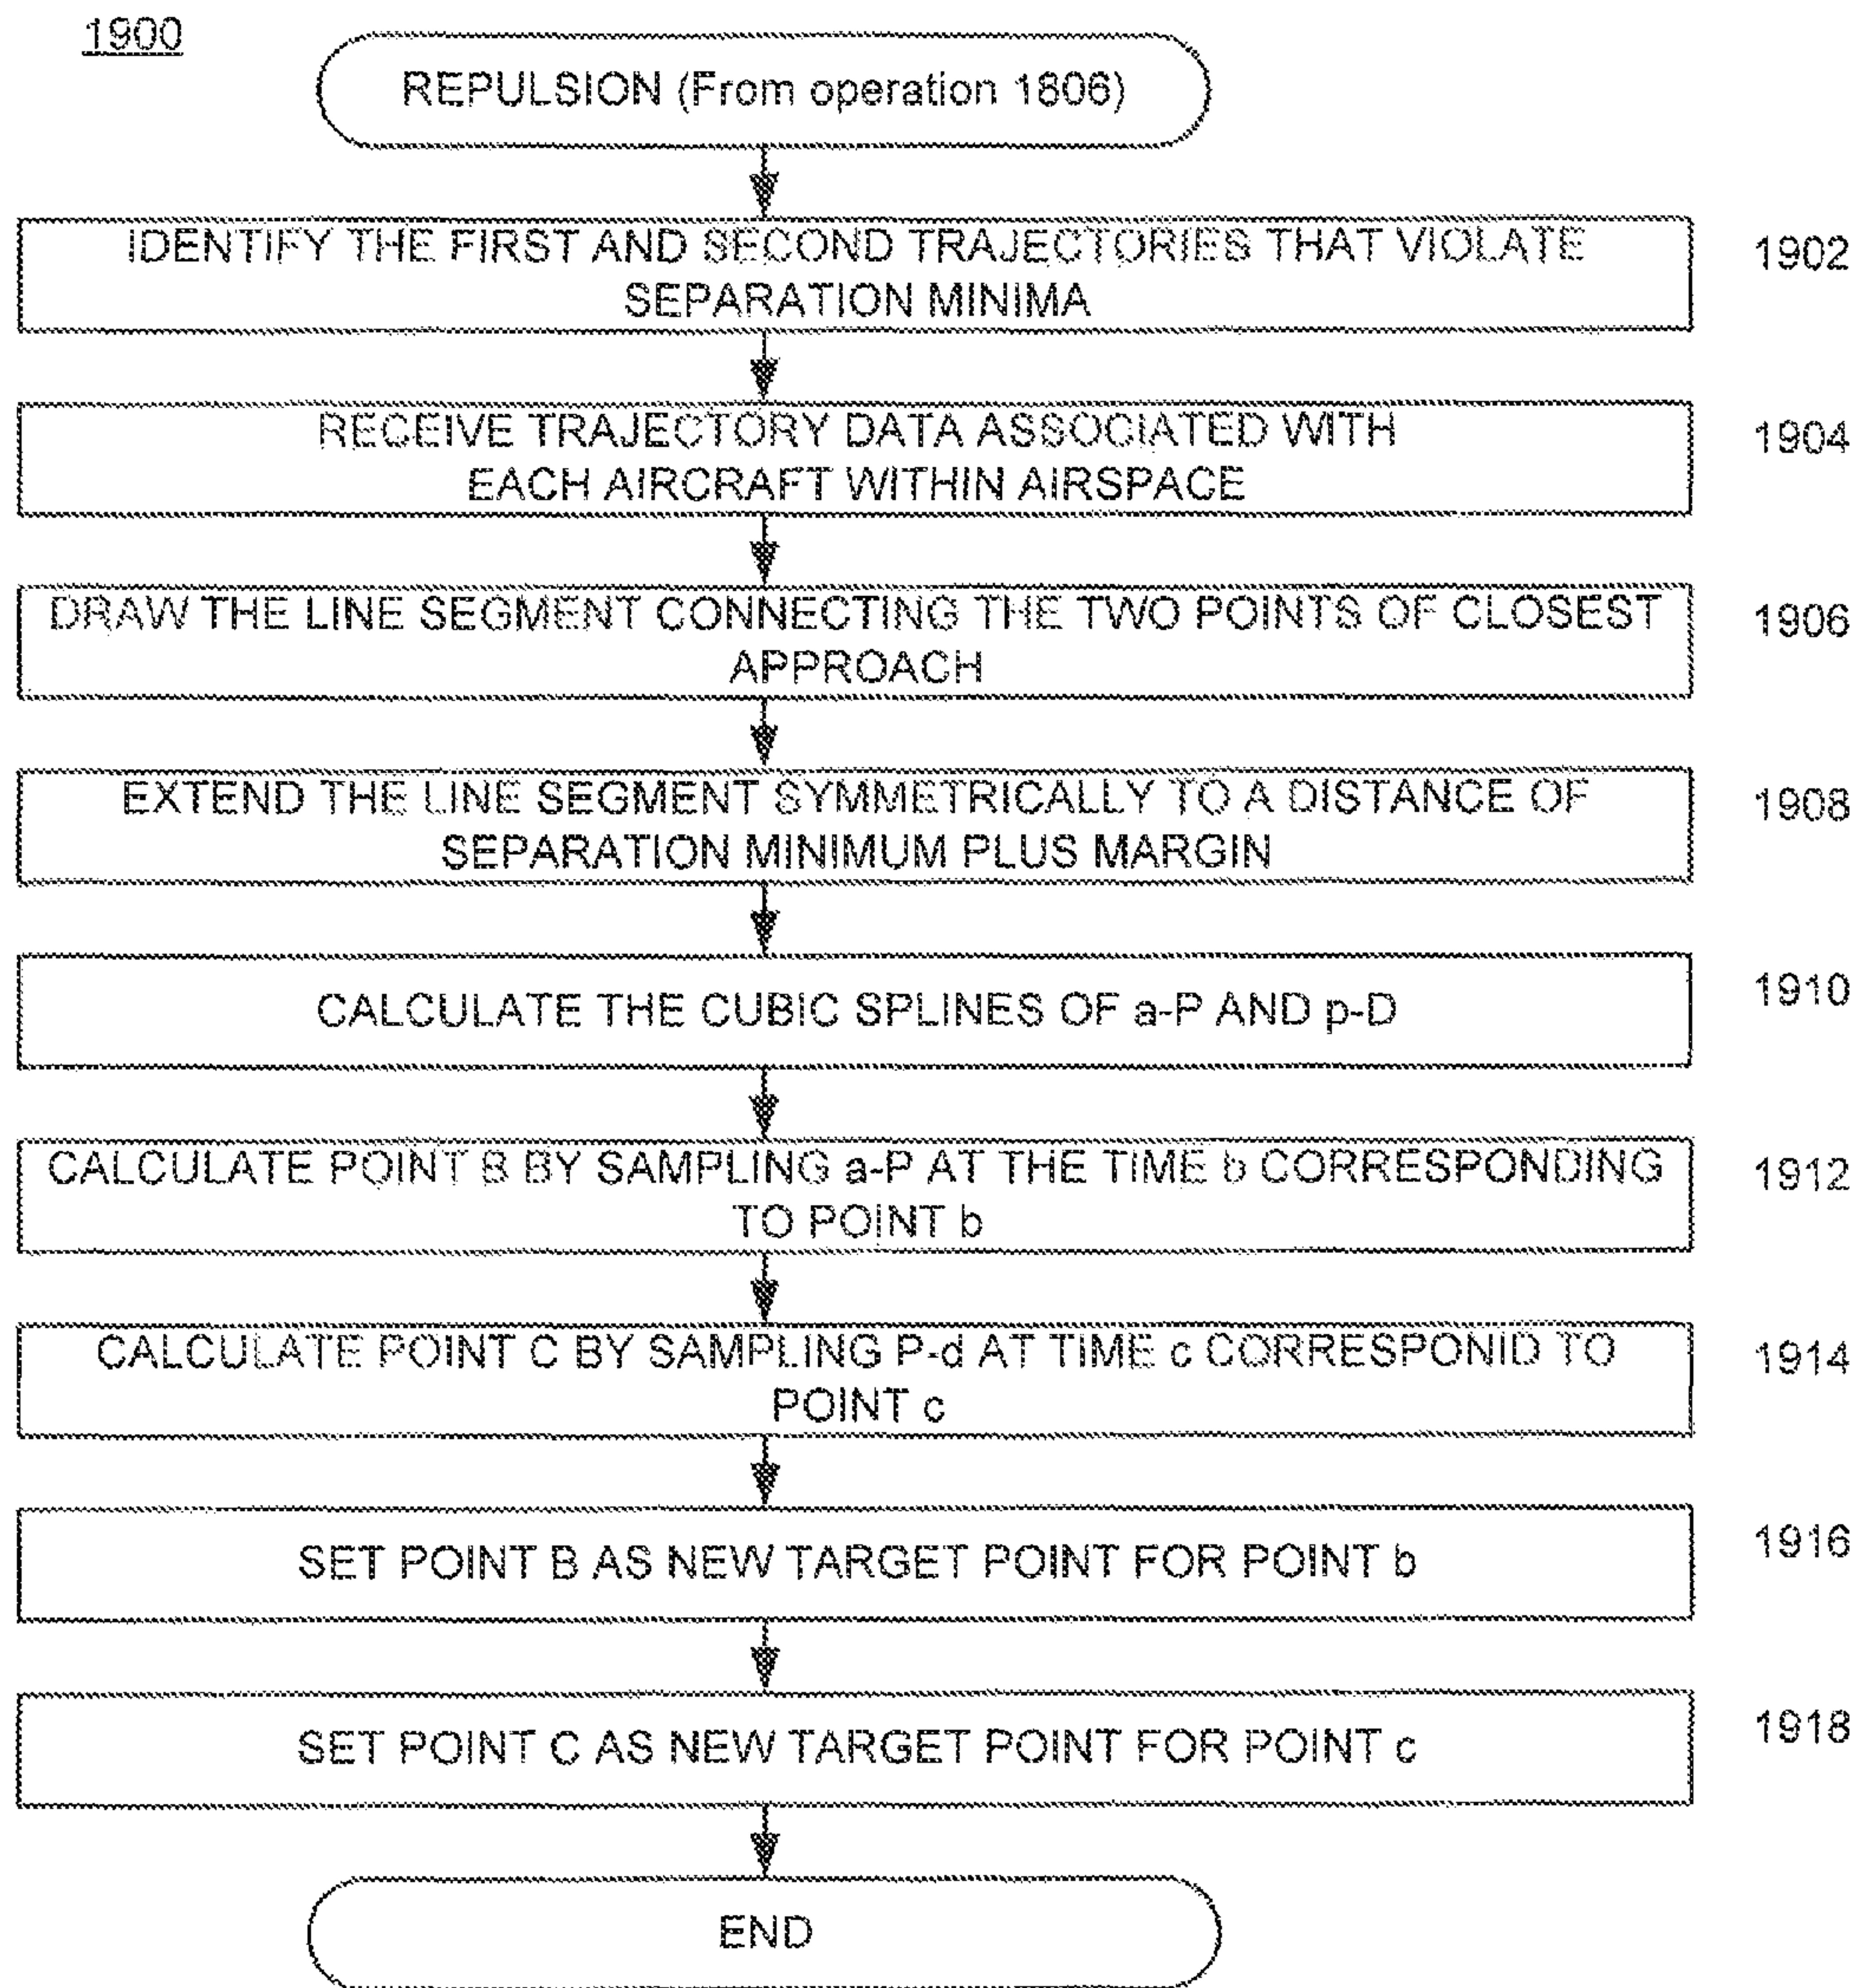 1900
REPULSION (From operation 1806)
IDENTIFY THE FIRST AND SECOND TRAJECTORIES THAT VIOLATE
SEPARATION MINIMA
1902
RECEIVE TRAJECTORY DATA ASSOCIATED WITH
EACH AIRCRAFT WITHIN AIRSPACE
1904
DRAW THE LINE SEGMENT CONNECTING THE TWO POINTS OF CLOSEST
APPROACH
1906
EXTEND THE LINE SEGMENT SYMMETRICALLY TO A DISTANCE OF
SEPARATION MINIMUM PLUS MARGIN
1908
CALCULATE THE CUBIC SPLINES OF a-P AND p-D
1910
CALCULATE POINT B BY SAMPLING a-P AT THE TIME b CORRESPONDING
TO POINT b
1912
CALCULATE POINT C BY SAMPLING P-d AT TIME c CORRESPONID TO
POINT c
1914
SET POINT B AS NEW TARGET POINT FOR POINT b
1916
SET POINT C AS NEW TARGET POINT FOR POINT c
1918
END